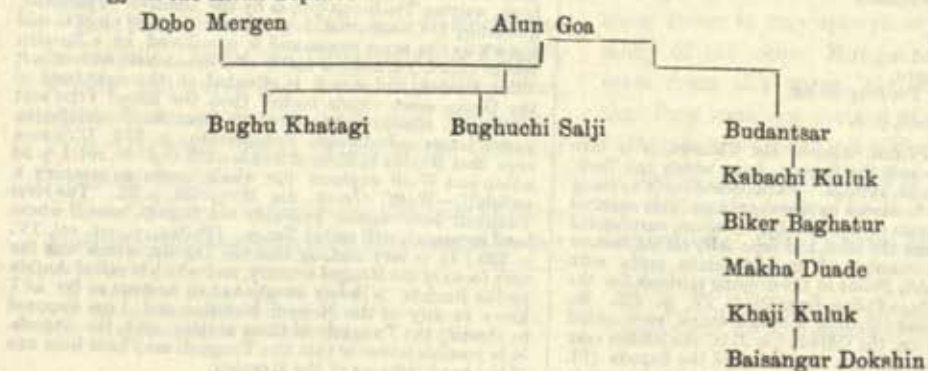 Dobo Mergen Alun Goa
Bughu Khatagi Bughuchi Salji Budantsar
Kabachi Kuluk
Biker Baghatur
Makha Duade
Khaji Kuluk
Baisangur Dokshin